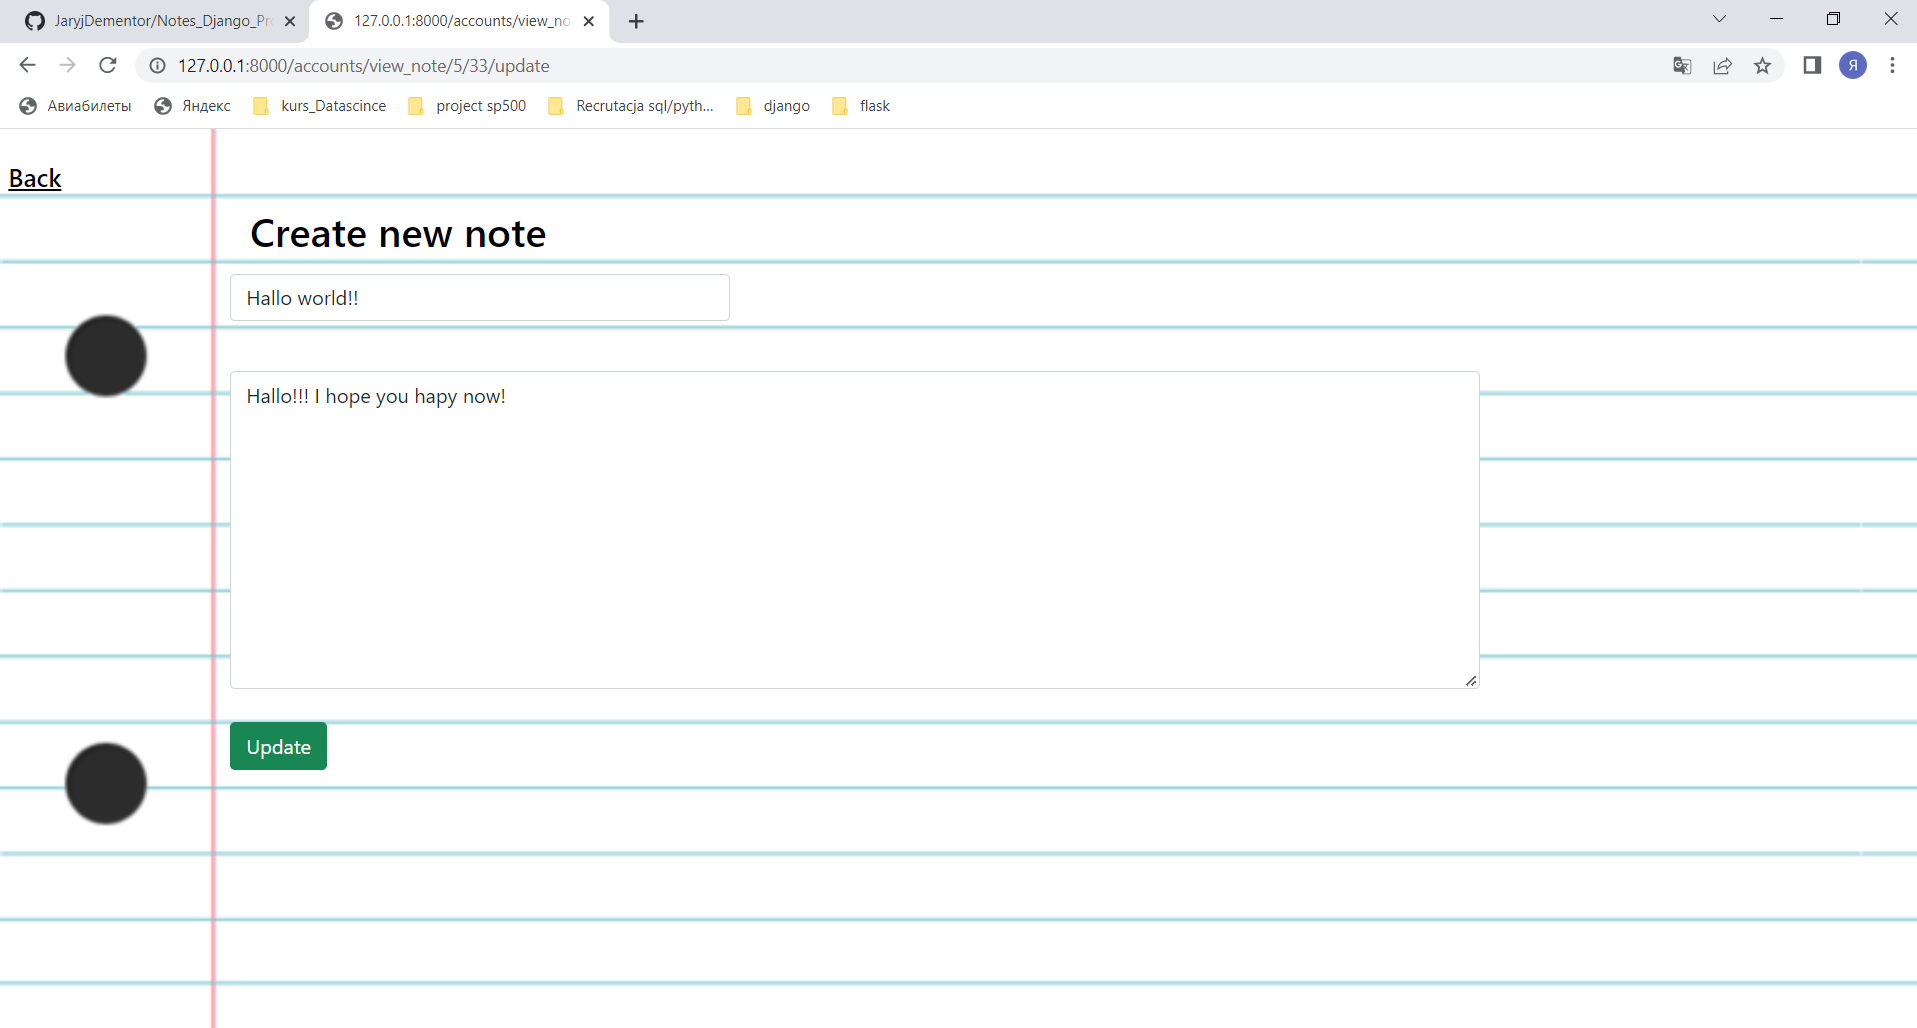 JaryjDementor/Notes_Django_Pro
127.0.0.1:8000/accounts/view_no
127.0.0.1:8000/accounts/view_note/5/33/update
Я
Авиабилеты
Яндекс
kurs_Datascince
project sp500
Recrutacja sql/pyth...
django
flask
Back
Create new note
Hallo world!!
Hallo!!! I hope you hapy now!
Update